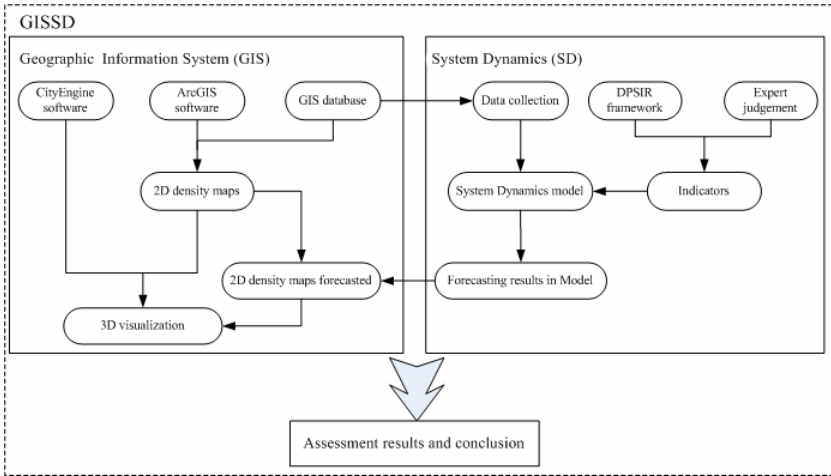 GISSD
Geographic Information System (GIS)
System Dynamics (SD)
CityEngine
software
ArcGIS
software
GIS database
Data collection
DPSIR
framework
Expert
judgement
2D density maps
System Dynamics model
Indicators
2D density maps forecasted
Forecasting results in Model
3D visualization
Assessment results and conclusion